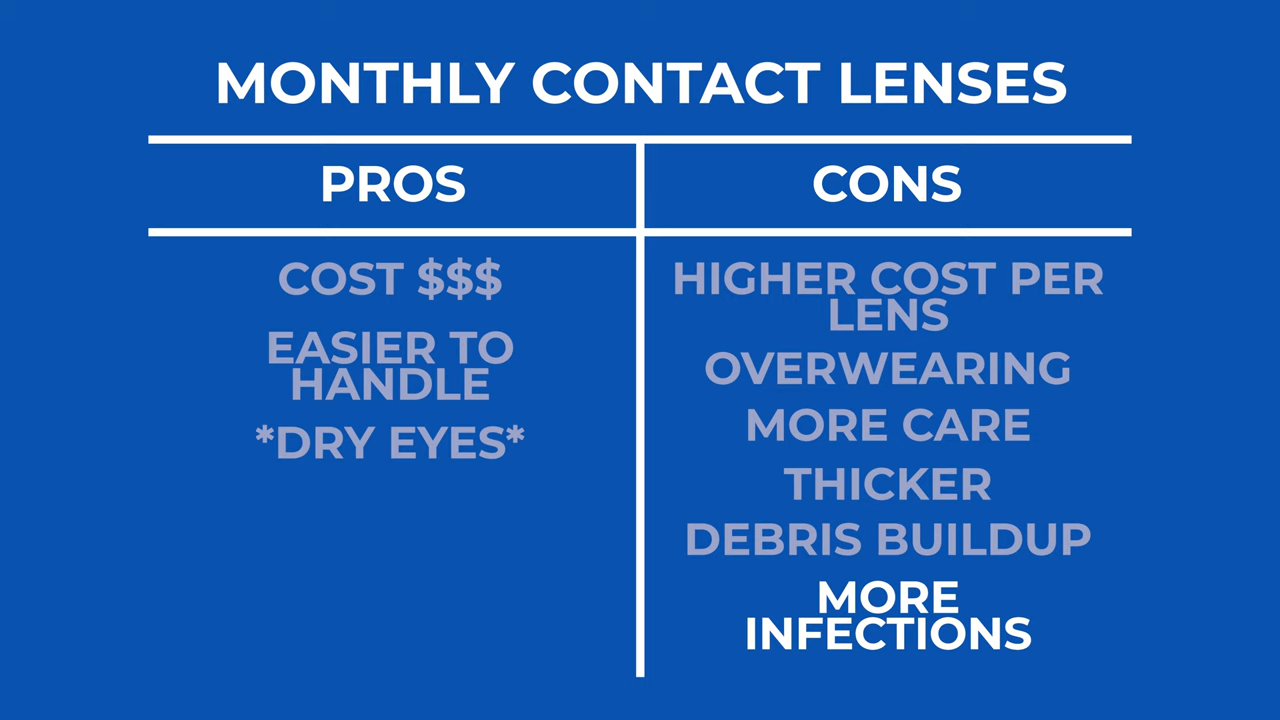 MONTHLY CONTACT LENSES
PROS
CONS
COST $$$
EASIER TO
HANDLE
*DRY EYES*
HIGHER COST PER
LENS
OVERWEARING
MORE CARE
THICKER
DEBRIS BUILDUP
MORE
INFECTIONS